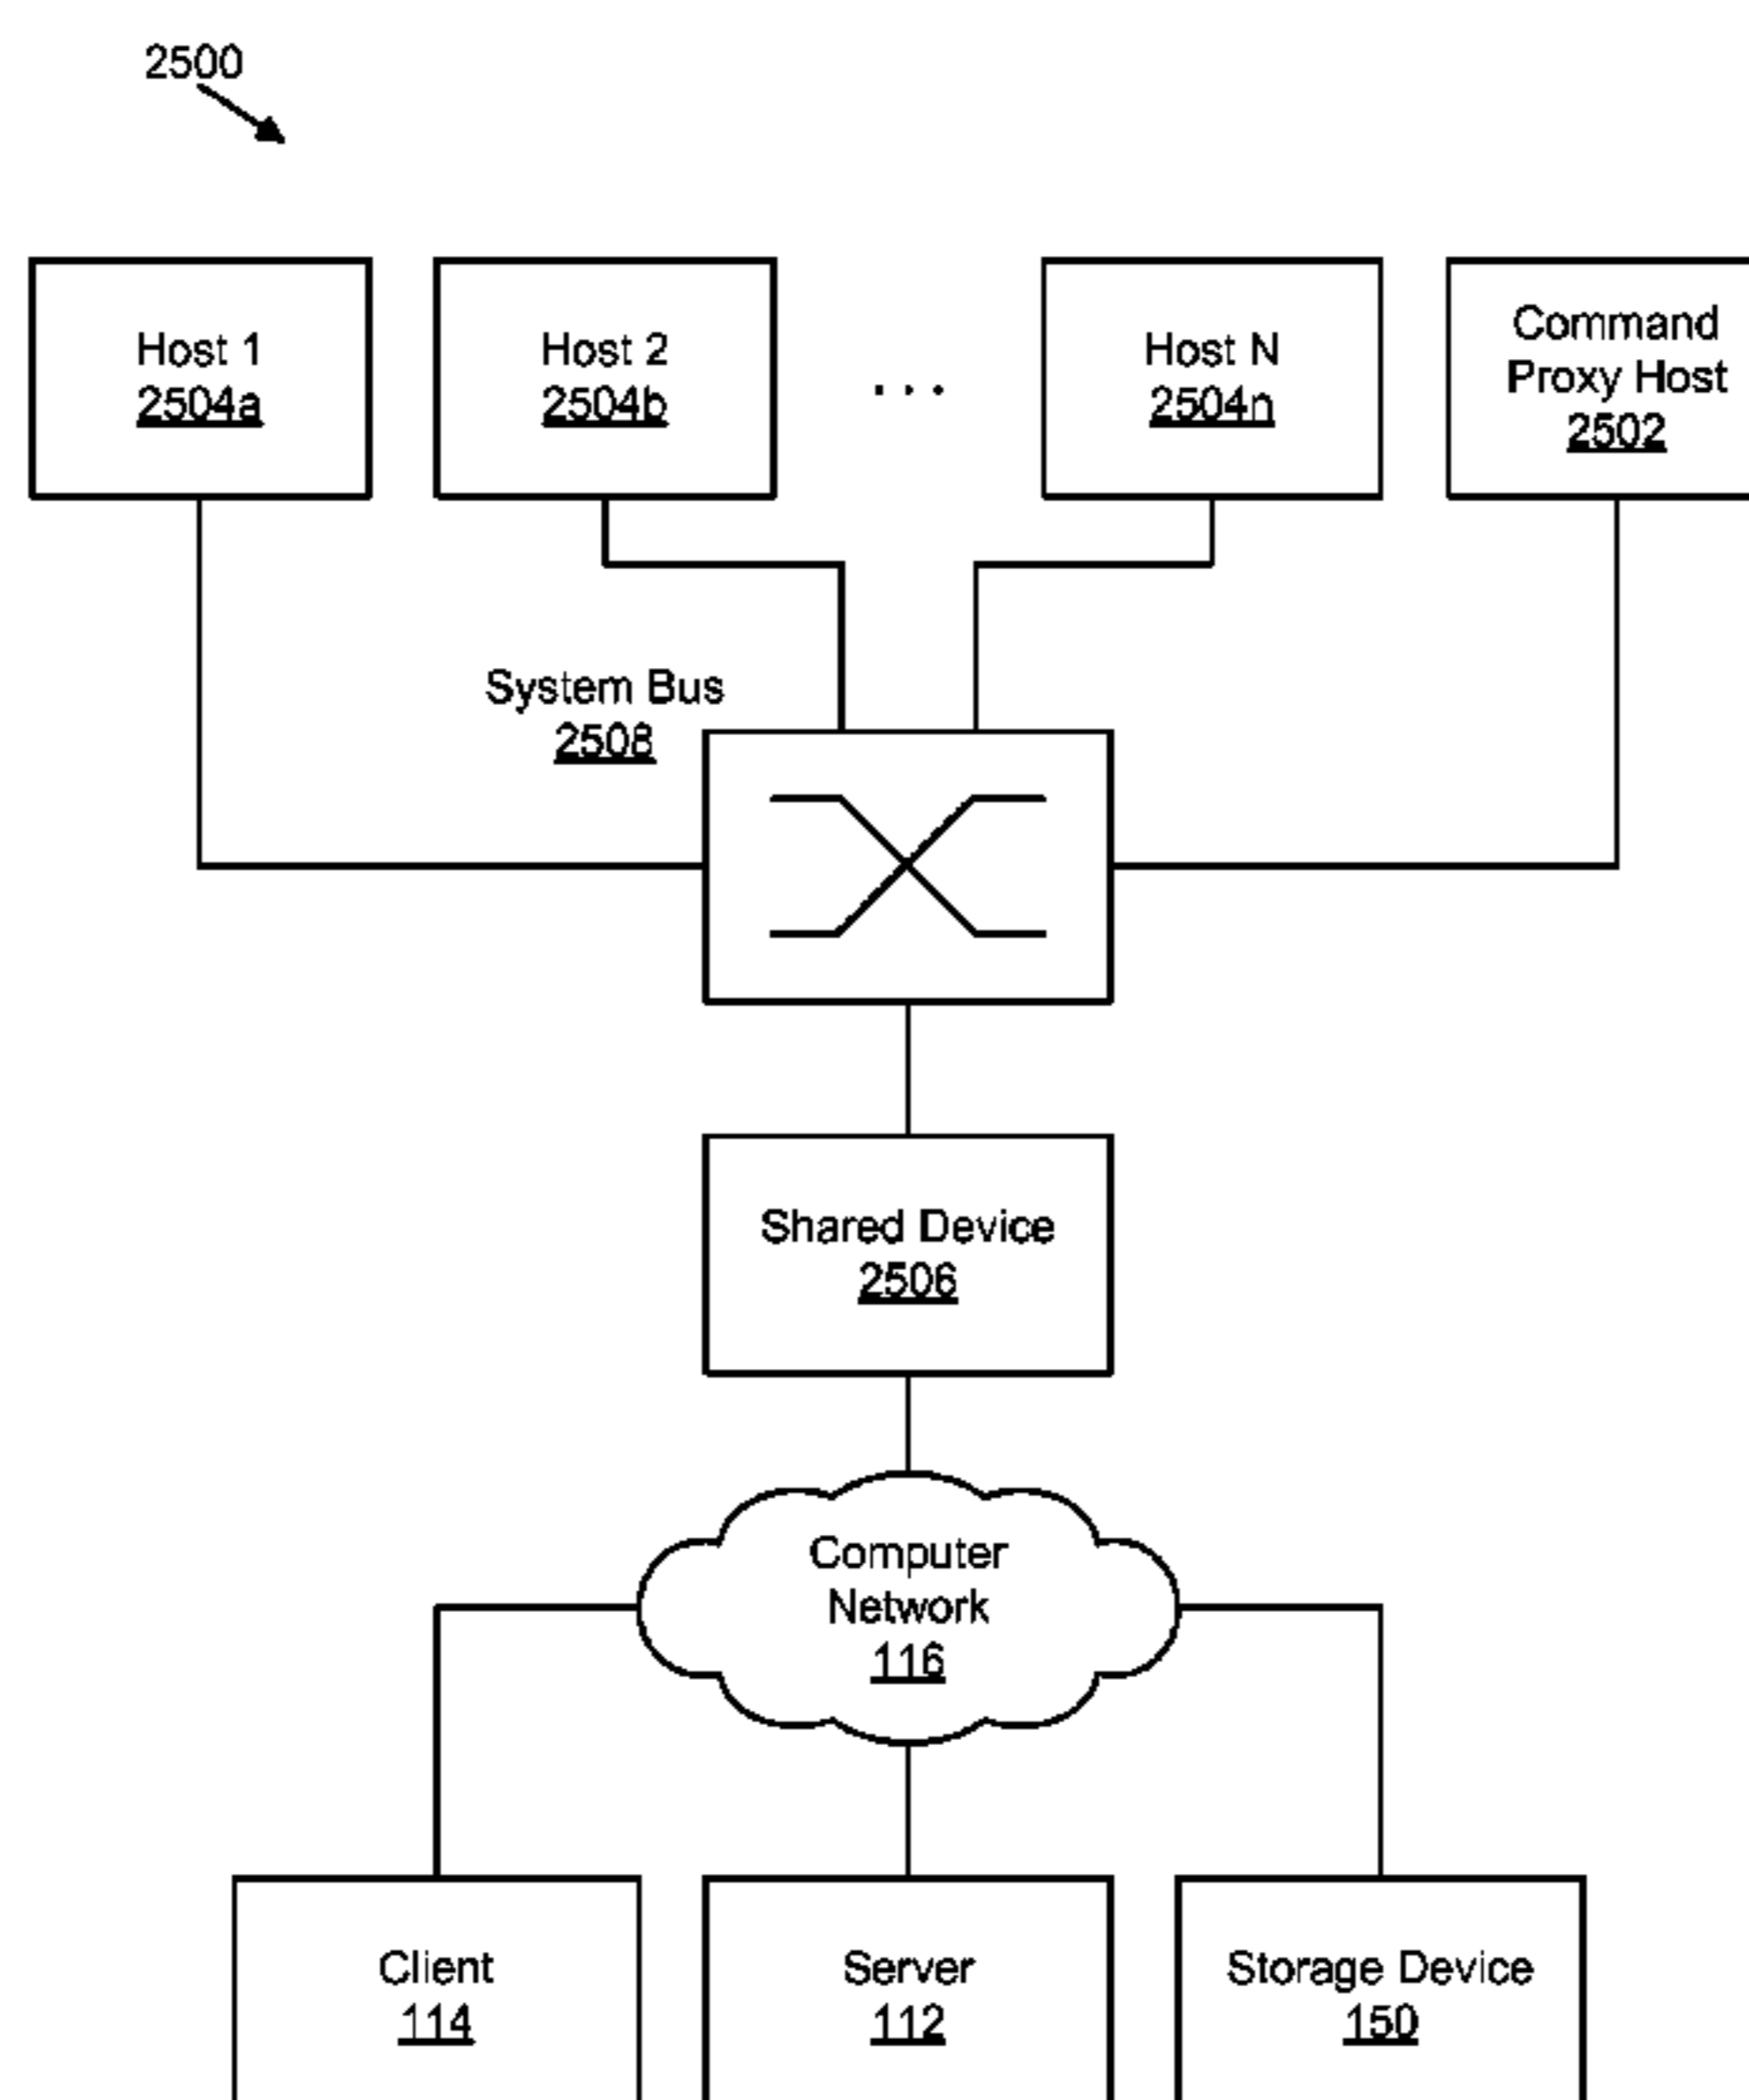 2500
Host 1
2504a
Host 2
2504b
. . .
Host N
2504n
Command
Proxy Host
2502
System Bus
2508
Shared Device
2506
Computer
Network
116
Client
114
Server
112
Storage Device
150